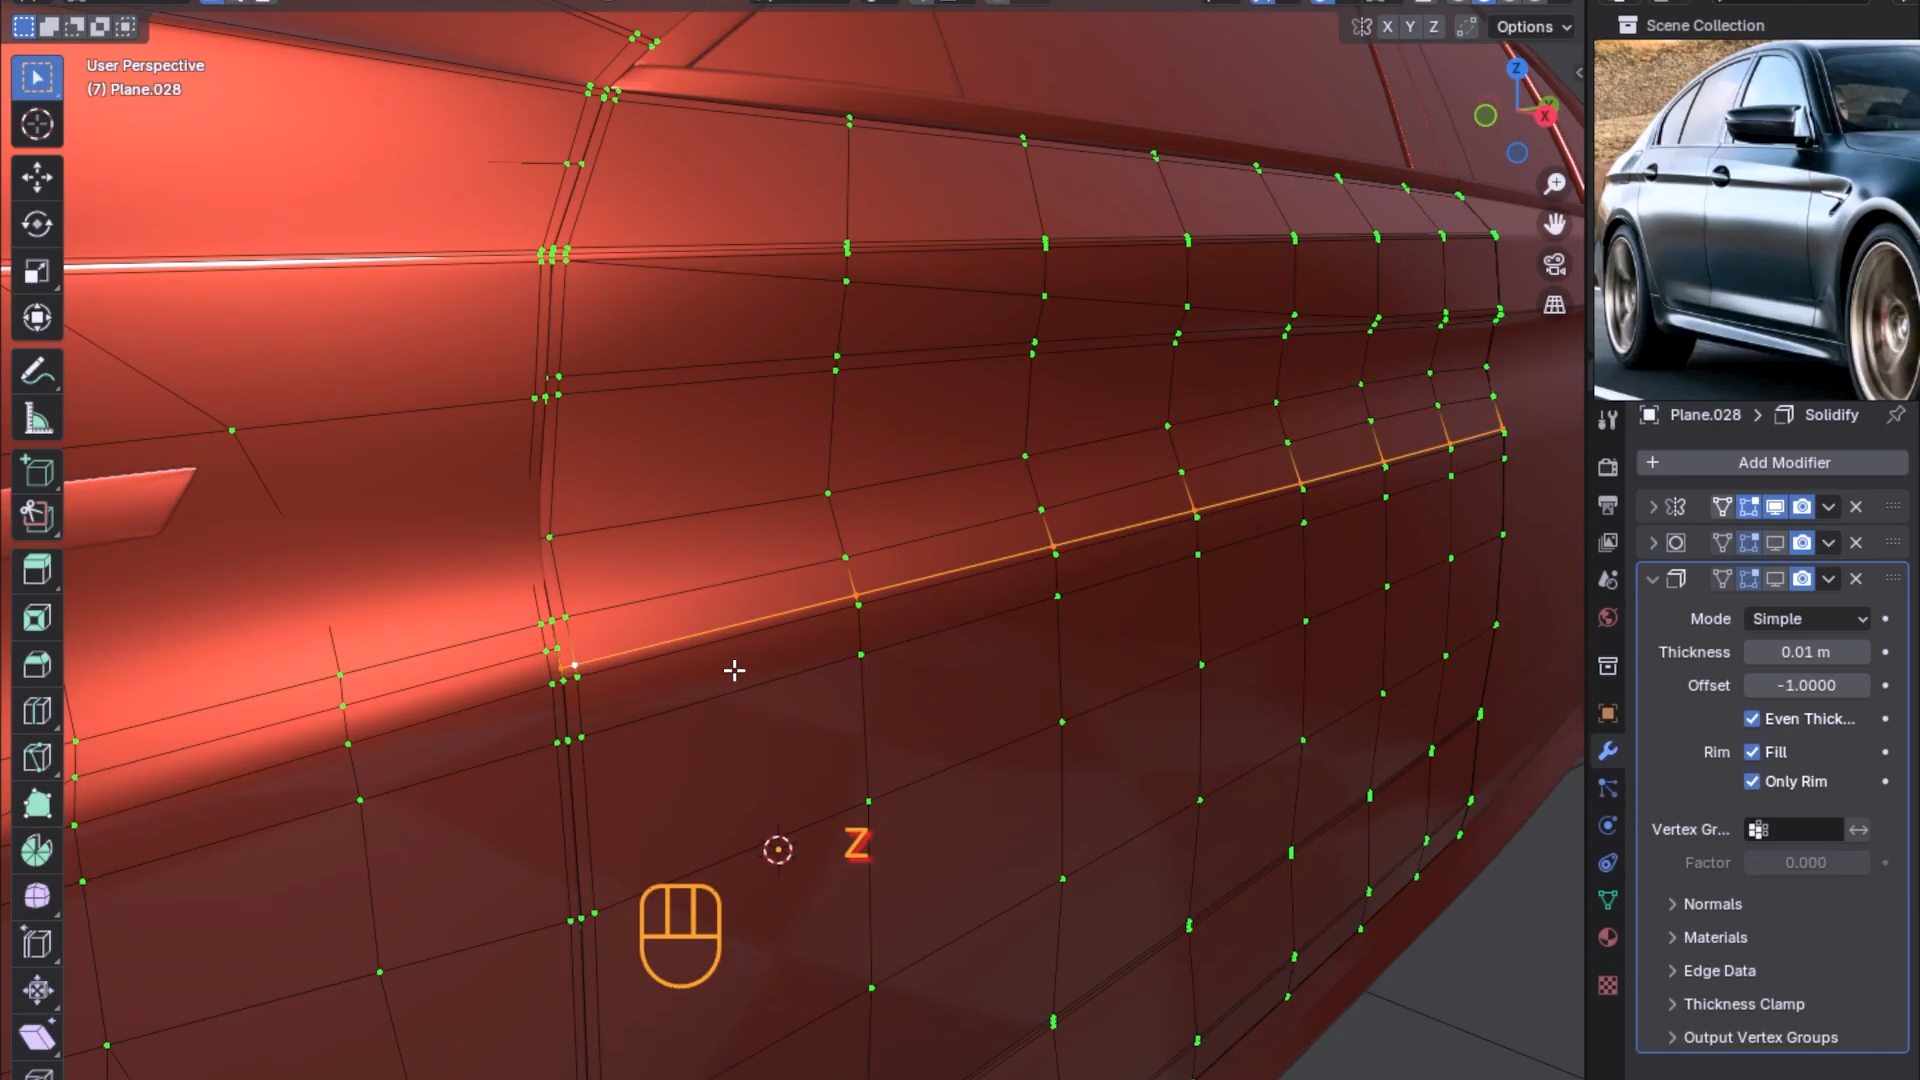 X Y Z
Options
Scene Collection
User Perspective
(7) Plane.028
Z
X
Plane.028 > Solidify
+ Add Modifier
Mode Simple
Thickness 0.01 m
Offset -1.0000
Even Thick...
Rim Fill
Only Rim
Vertex Gr...
Factor 0.000
Normals
Materials
Edge Data
Thickness Clamp
Output Vertex Groups
Z